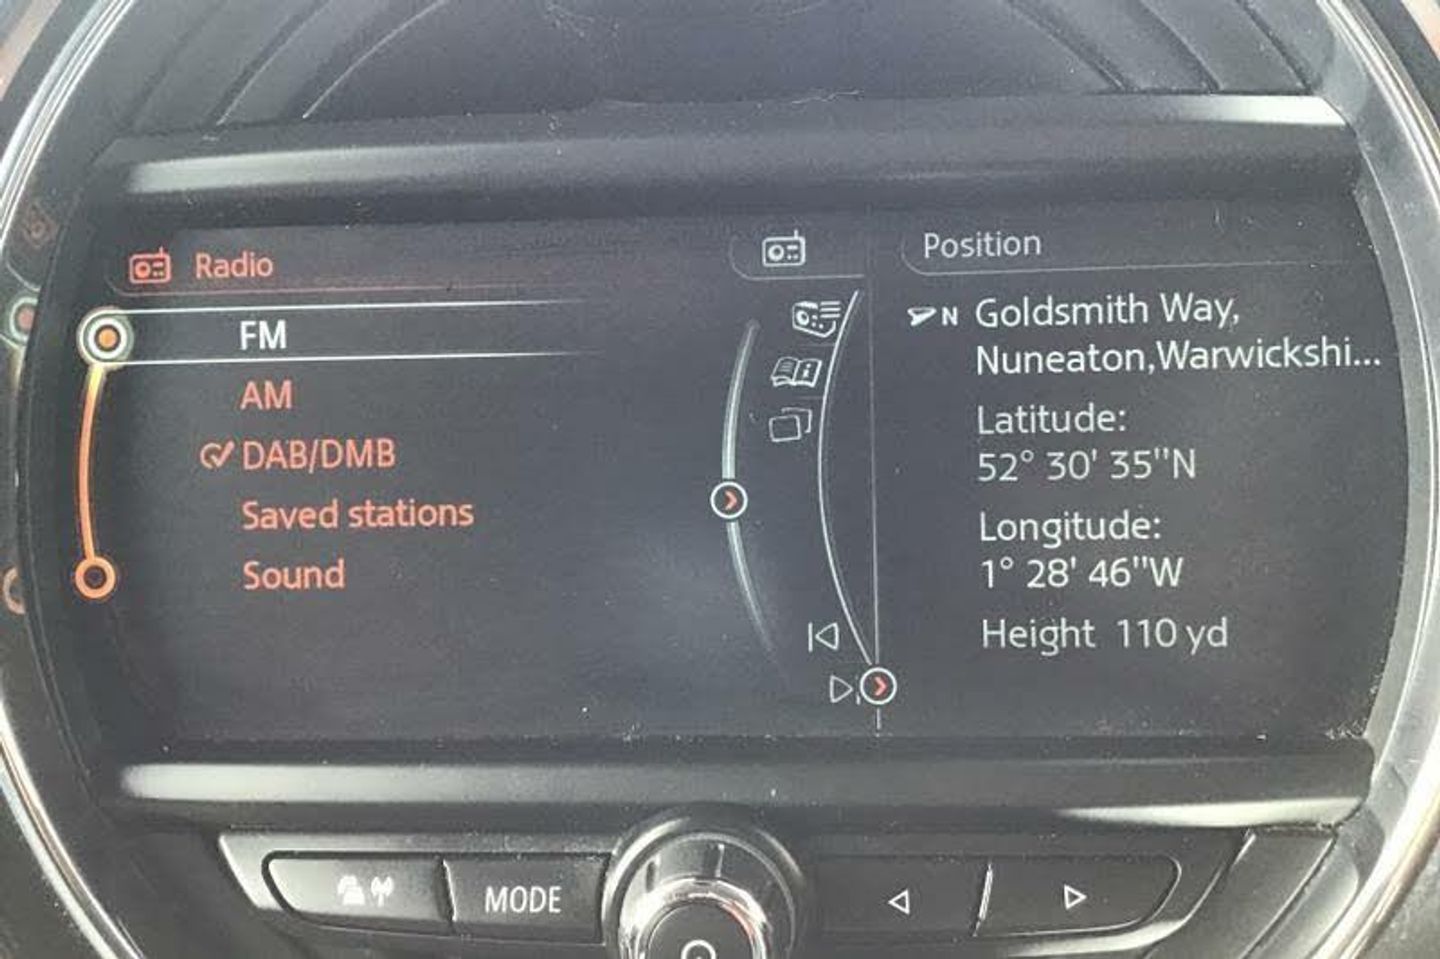 Radio
FM
AM
DAB/DMB
Saved stations
Sound
Position
N
Goldsmith Way,
Nuneaton,Warwickshi...
Latitude:
52° 30' 35"N
Longitude:
1° 28' 46"W
Height 110 yd
MODE